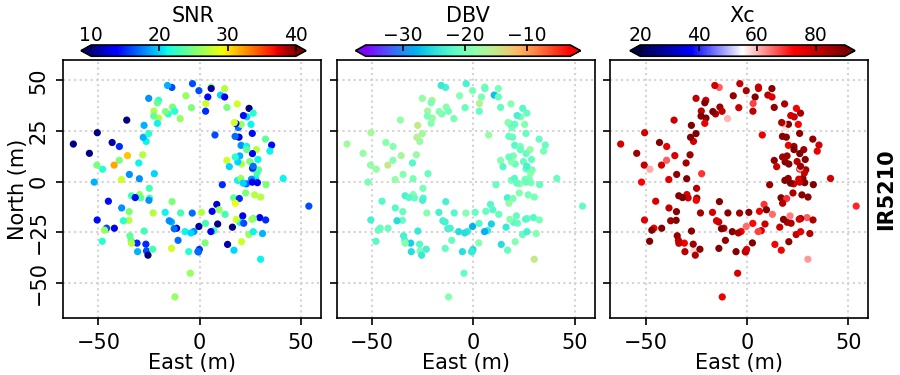 SNR DBV Xc
10 20 30 40 −30 −20 −10 20 40 60 80
50
25
0
−25
−50
North (m)
IR5210
−50 0 50 −50 0 50 −50 0 50
East (m) East (m) East (m)